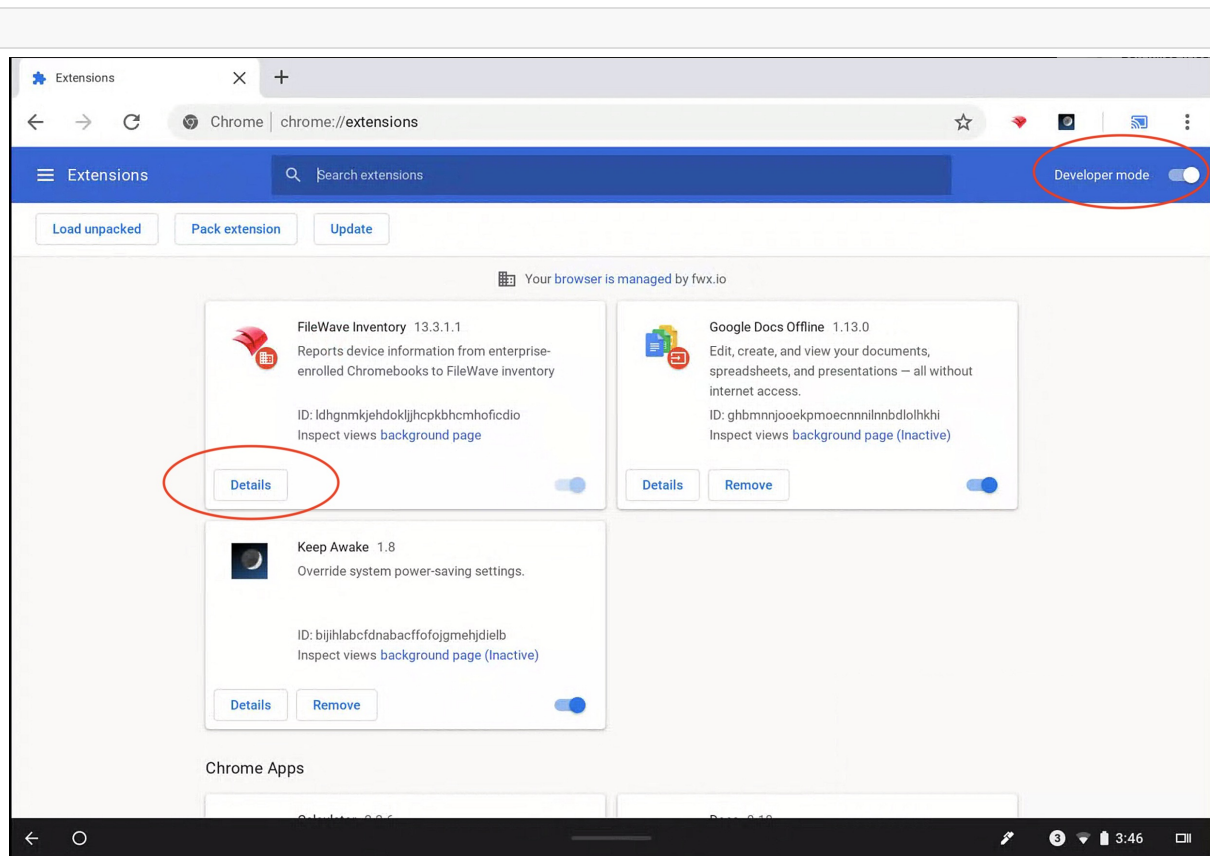 Extensions
Chrome chrome://extensions
Extensions
Search extensions
Developer mode
Load unpacked
Pack extension
Update
Your browser is managed by fwx.io
FileWave Inventory 13.3.1.1
Reports device information from enterprise-
enrolled Chromebooks to FileWave inventory
ID: ldhgnmkjehdokljjhcpkbhcmhoficdio
Inspect views background page
Details
Google Docs Offline 1.13.0
Edit, create, and view your documents,
spreadsheets, and presentations — all without
internet access.
ID: ghbmnnjooekpmoecnnnilnnbdlolhkhi
Inspect views background page (Inactive)
Details
Remove
Keep Awake 1.8
Override system power-saving settings.
ID: bijihlabcfdnabacffofojgmehjdielb
Inspect views background page (Inactive)
Details
Remove
Chrome Apps
3
3:46